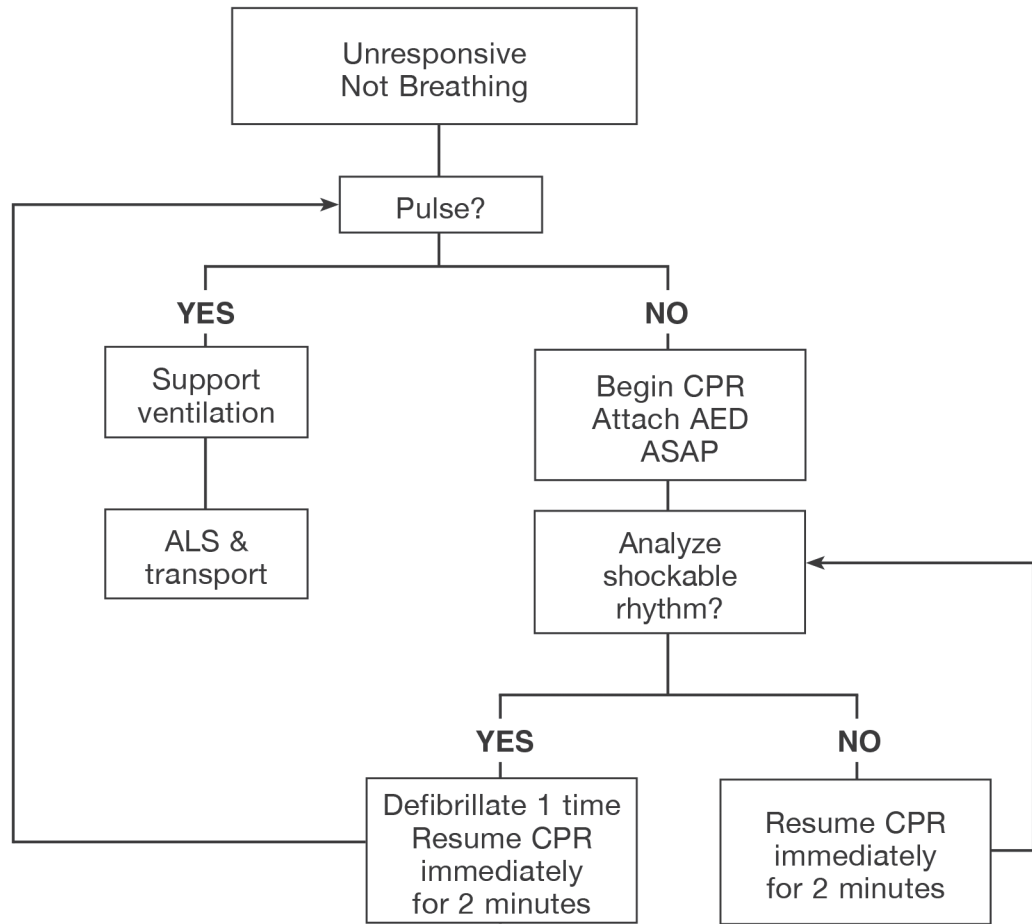 Unresponsive
Not Breathing
Pulse?
YES
NO
Support
ventilation
Begin CPR
Attach AED
ASAP
ALS &
transport
Analyze
shockable
rhythm?
YES
NO
Defibrillate 1 time
Resume CPR
immediately
for 2 minutes
Resume CPR
immediately
for 2 minutes